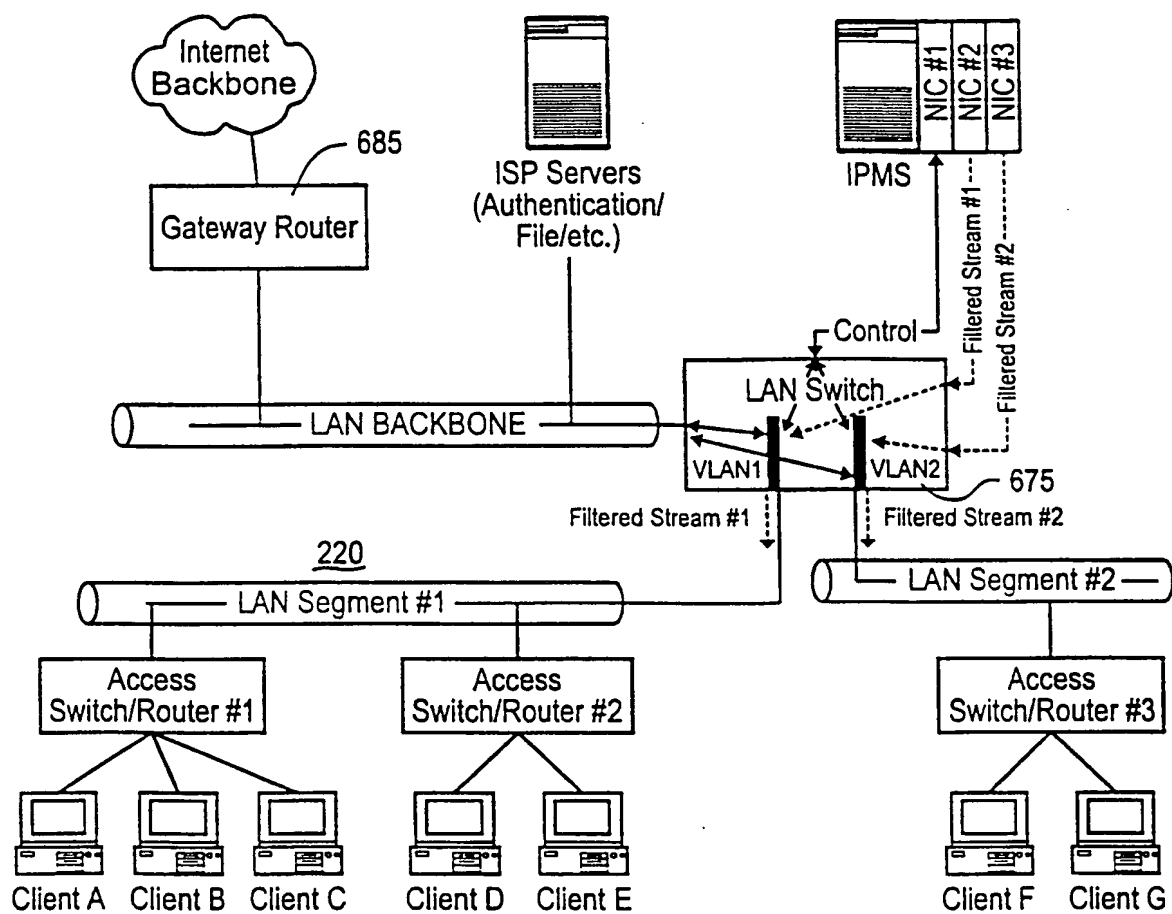 Internet
Backbone
685
Gateway Router
ISP Servers
(Authentication/
File/etc.)
IPMS
NIC #1
NIC #2
NIC #3
Filtered Stream #1
Filtered Stream #2
Control
LAN Switch
LAN BACKBONE
VLAN1
VLAN2
675
Filtered Stream #1
Filtered Stream #2
220
LAN Segment #1
LAN Segment #2
Access
Switch/Router #1
Access
Switch/Router #2
Access
Switch/Router #3
Client A
Client B
Client C
Client D
Client E
Client F
Client G